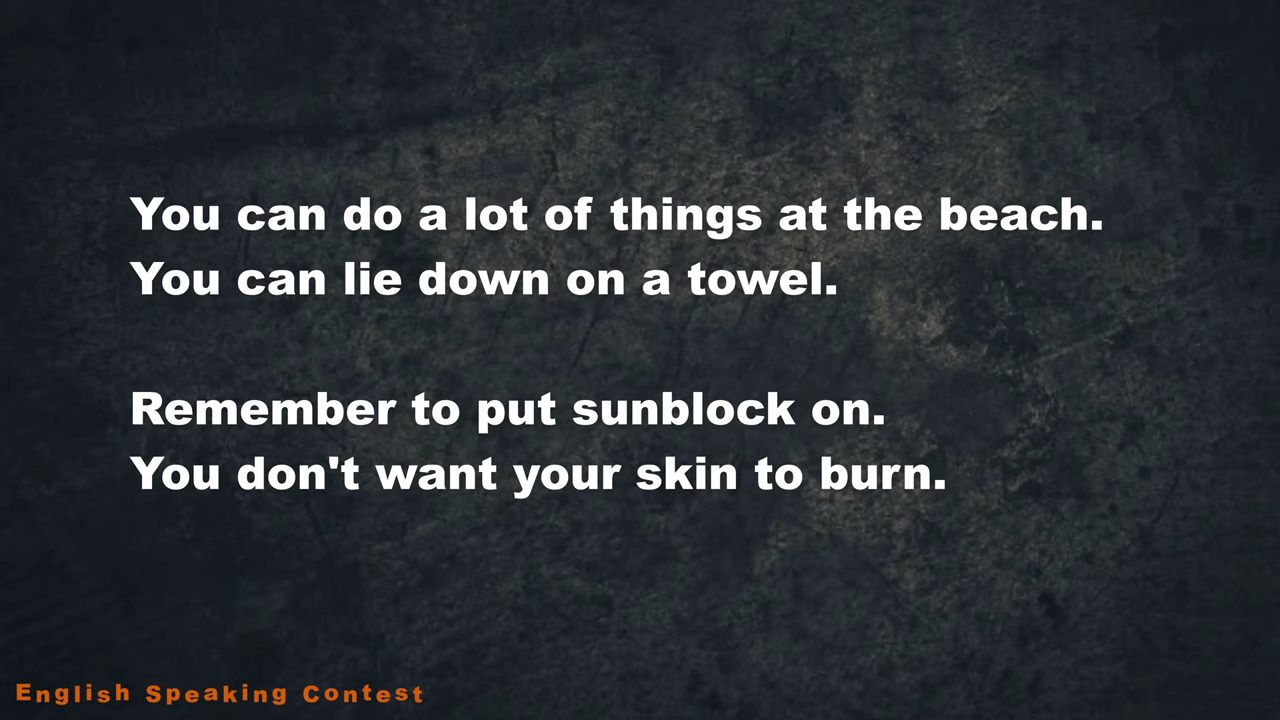 You can do a lot of things at the beach.
You can lie down on a towel.
Remember to put sunblock on.
You don't want your skin to burn.
English Speaking Contest